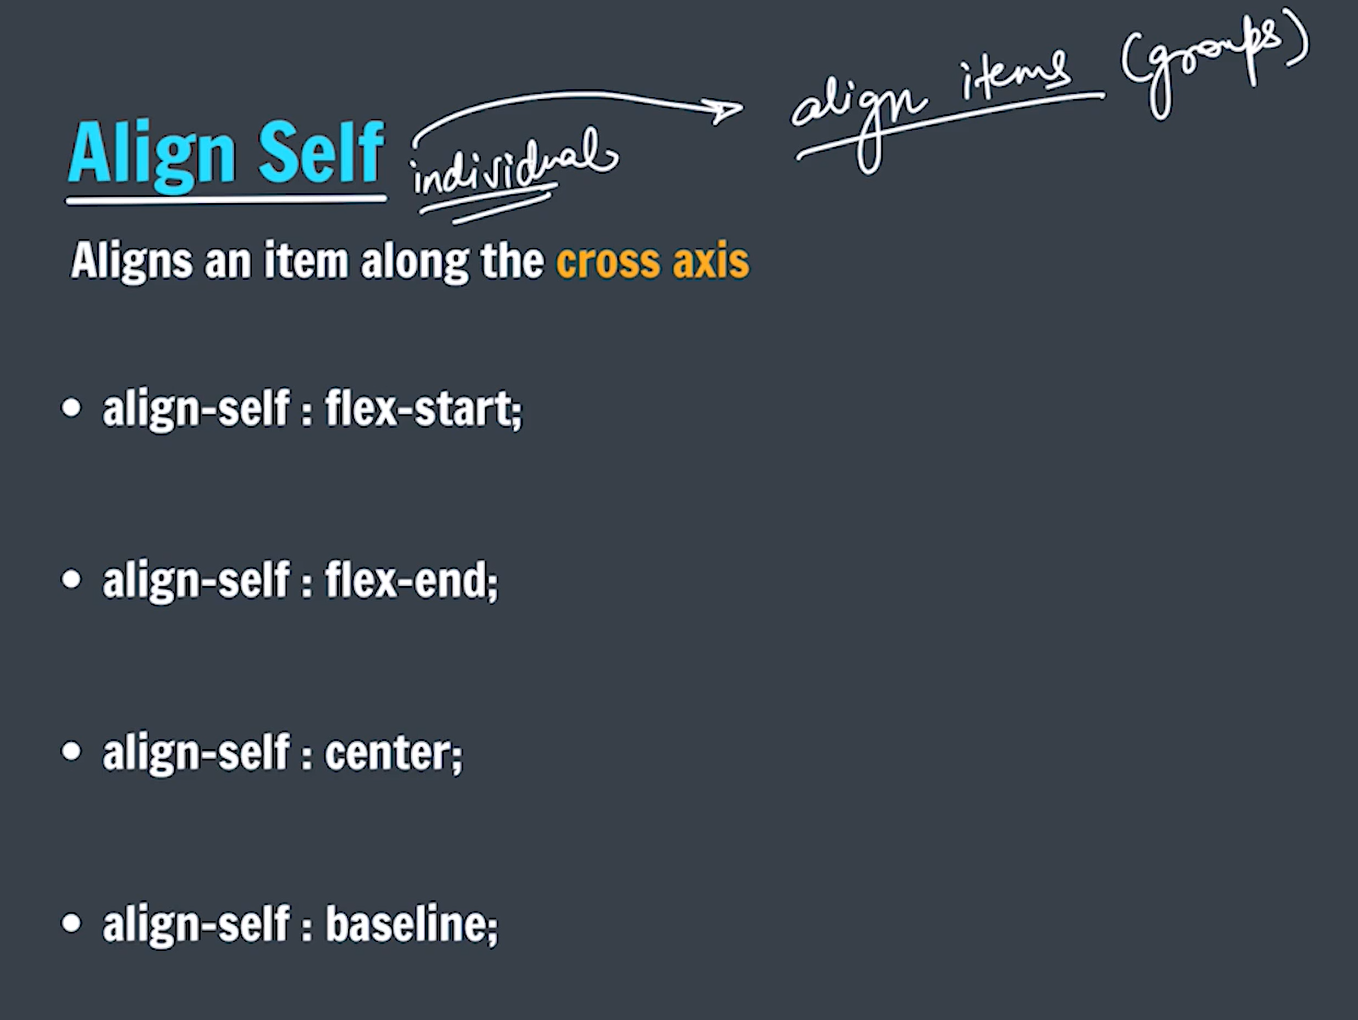 align items (groups)
Align Self individual
Aligns an item along the cross axis
• align-self : flex-start;
• align-self : flex-end;
• align-self : center;
• align-self : baseline;